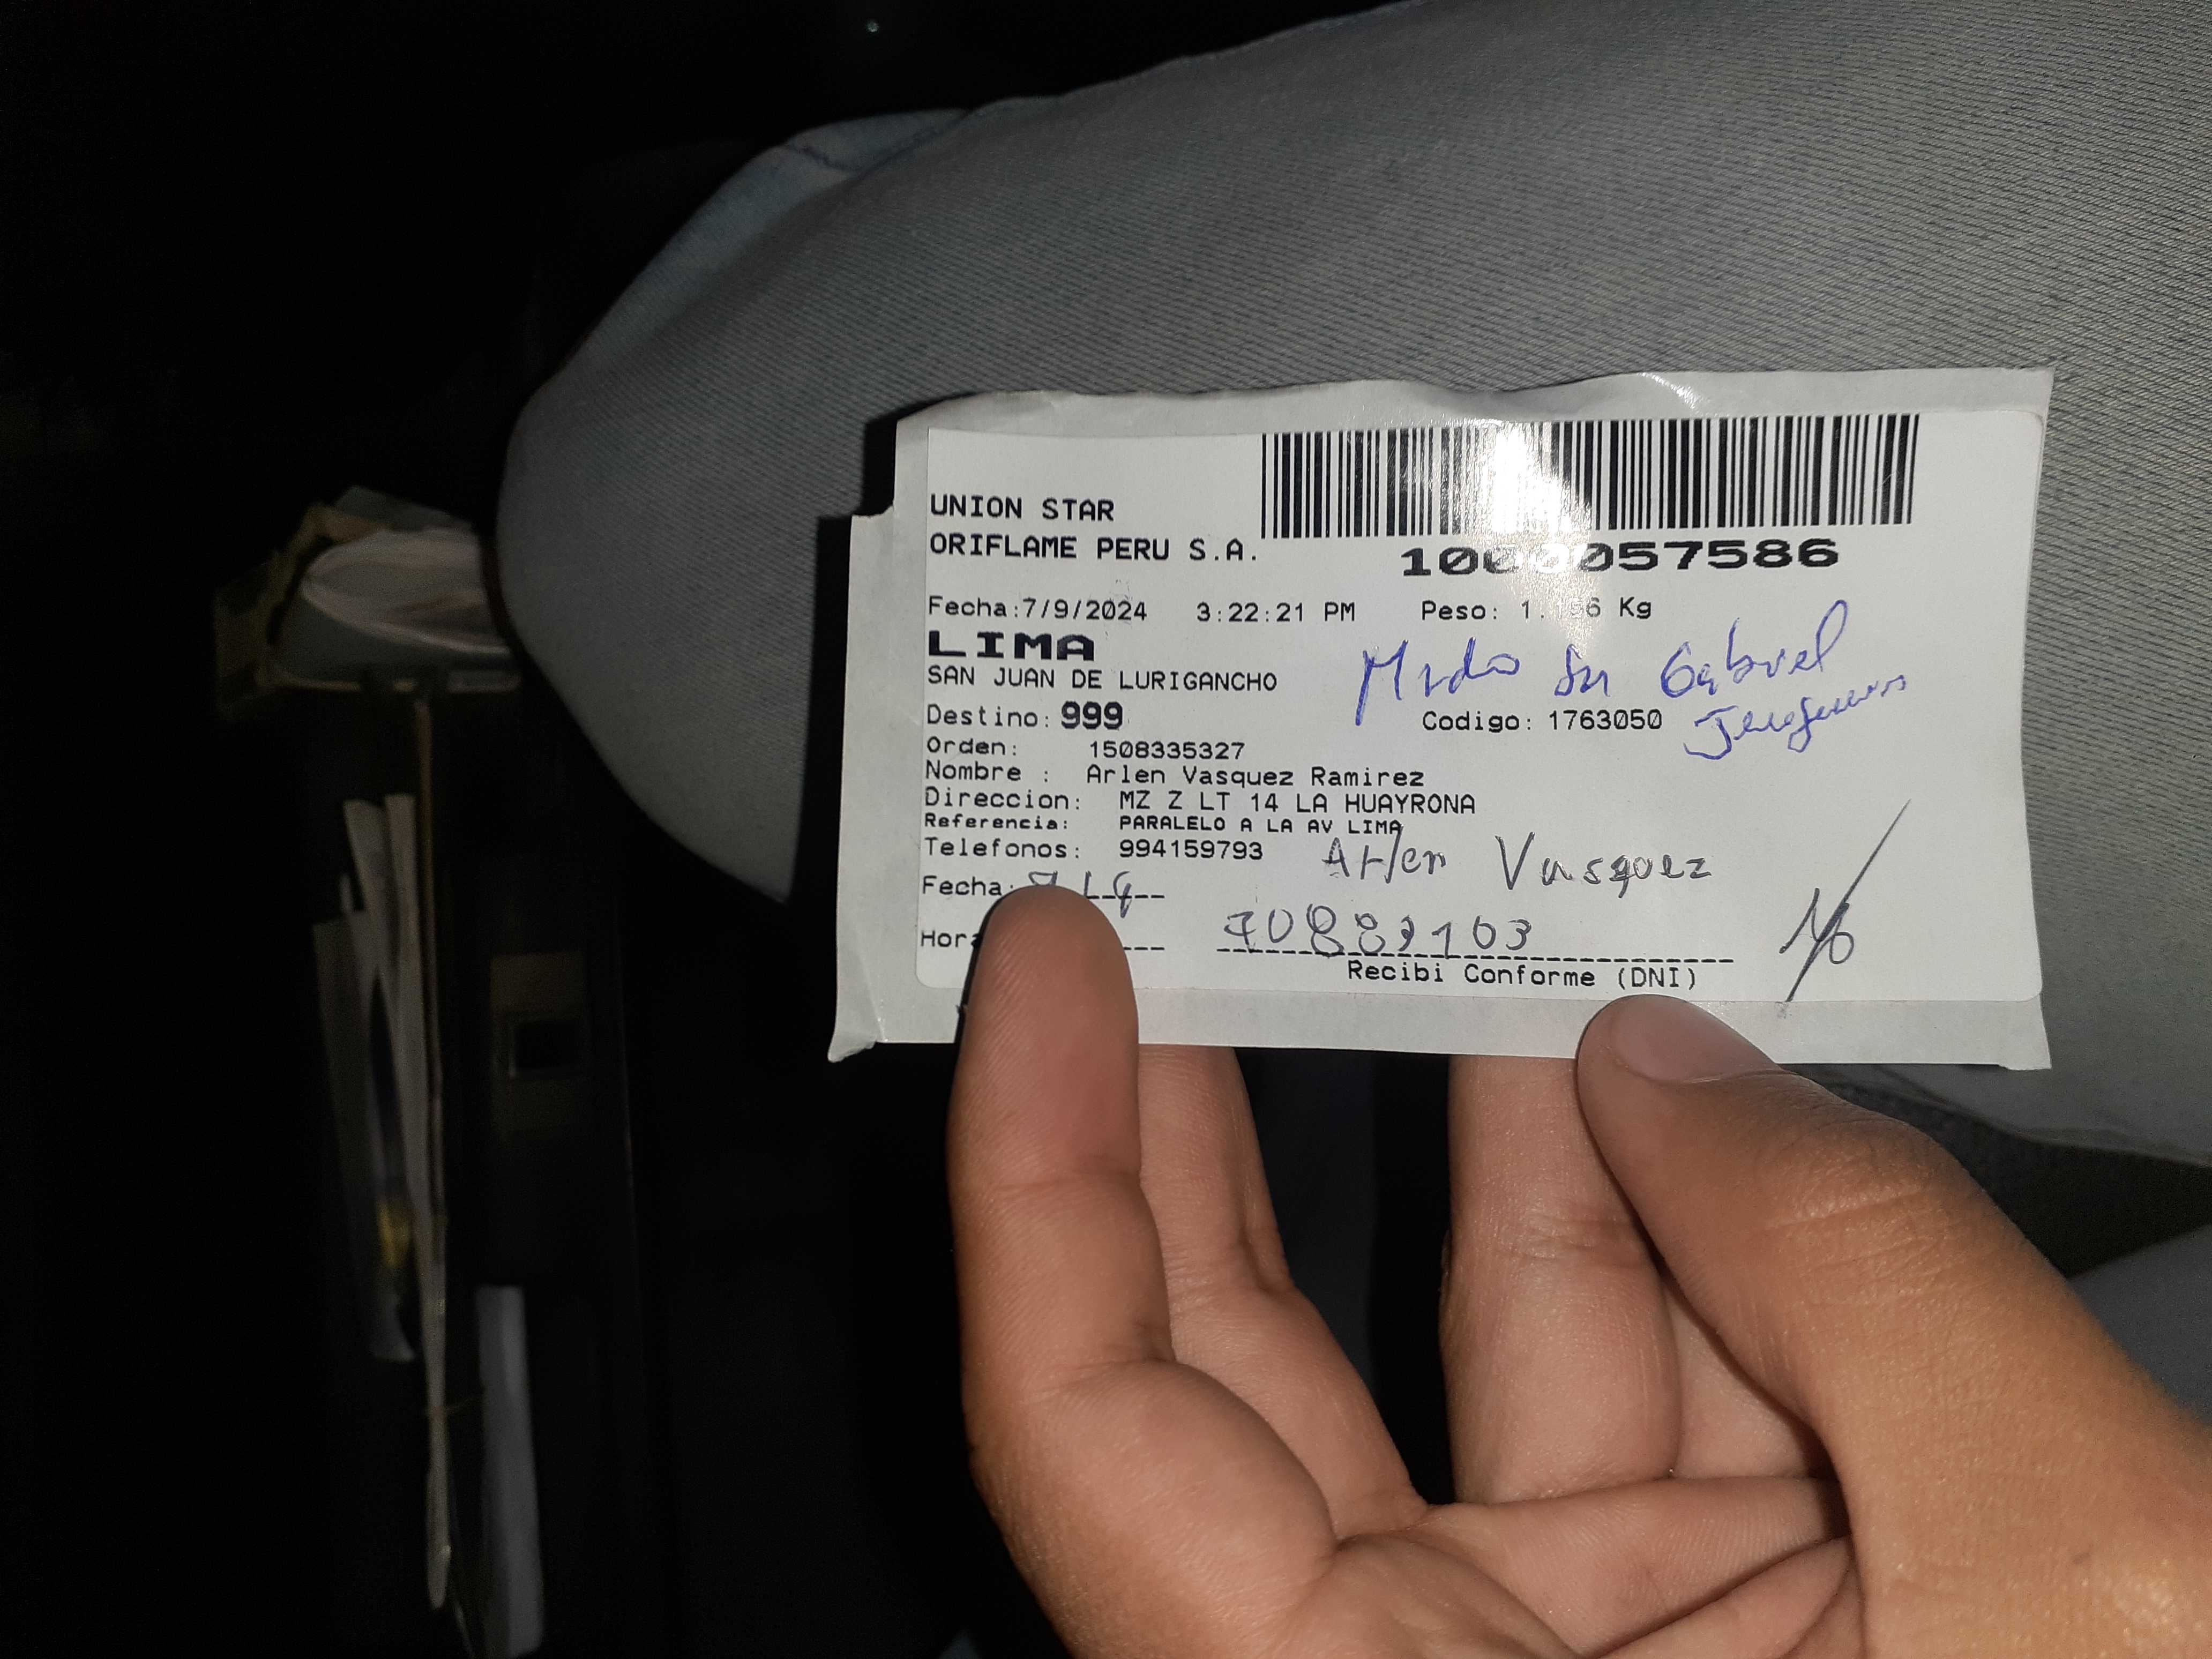 UNION STAR
ORIFLAME PERU S.A.
1000057586
Fecha:7/9/2024 3:22:21 PM Peso: Kg
LIMA
SAN JUAN DE LURIGANCHO
Gabriel
Destino: 999 Codigo: 1763050
Orden: 1508335327
Nombre : Arlen Vasquez Ramirez
Direccion: MZ Z LT 14 LA HUAYRONA
Referencia: PARALELO A LA AV LIMA
Telefonos: 994159793 Arlen Vasquez
Fecha:
Recibi Conforme (DNI)